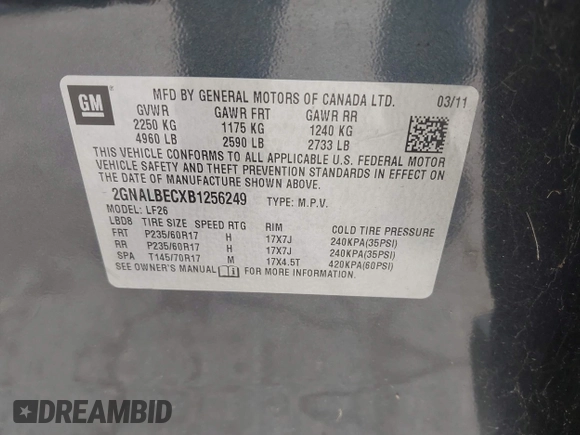 GM
MFD BY GENERAL MOTORS OF CANADA LTD. 03/11
GVWR GAWR FRT GAWR RR
2250 KG 1175 KG 1240 KG
4960 LB 2590 LB 2733 LB
THIS VEHICLE CONFORMS TO ALL APPLICABLE U.S. FEDERAL MOTOR
VEHICLE SAFETY AND THEFT PREVENTION STANDARDS IN EFFECT ON
THE DATE OF MANUFACTURE SHOWN ABOVE.
2GNALBECXB1256249 TYPE: M.P.V.
MODEL: LF26
LBD8 TIRE SIZE SPEED RTG RIM COLD TIRE PRESSURE
FRT P235/60R17 H 17X7J 240KPA(35PSI)
RR P235/60R17 H 17X7J 240KPA(35PSI)
SPA T145/70R17 M 17X4.5T 420KPA(60PSI)
SEE OWNER'S MANUAL FOR MORE INFORMATION.
DREAMBID